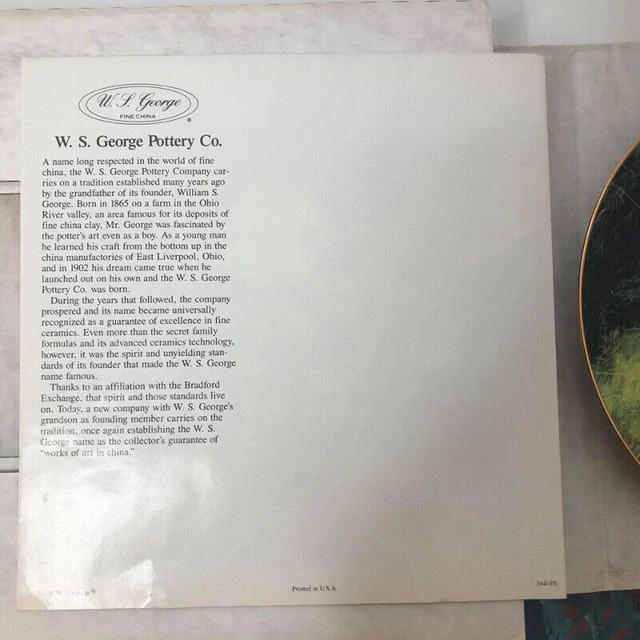 W. S. George
FINE CHINA
®
W. S. George Pottery Co.
A name long respected in the world of fine
china, the W. S. George Pottery Company car-
ries on a tradition established many years ago
by the grandfather of its founder, William S.
George. Born in 1865 on a farm in the Ohio
River valley, an area famous for its deposits of
fine china clay, Mr. George was fascinated by
the potter's art even as a boy. As a young man
he learned his craft from the bottom up in the
china manufactories of East Liverpool, Ohio,
and in 1902 his dream came true when he
launched out on his own and the W. S. George
Pottery Co. was born.
During the years that followed, the company
prospered and its name became universally
recognized as a guarantee of excellence in fine
ceramics. Even more than the secret family
formulas and its advanced ceramics technology,
however, it was the spirit and unyielding stan-
dards of its founder that made the W. S. George
name famous.
Thanks to an affiliation with the Bradford
Exchange, that spirit and those standards live
on. Today, a new company with W. S. George's
grandson as founding member carries on the
tradition, once again establishing the W. S.
George name as the collector's guarantee of
"works of art in china."
Printed in U.S.A.